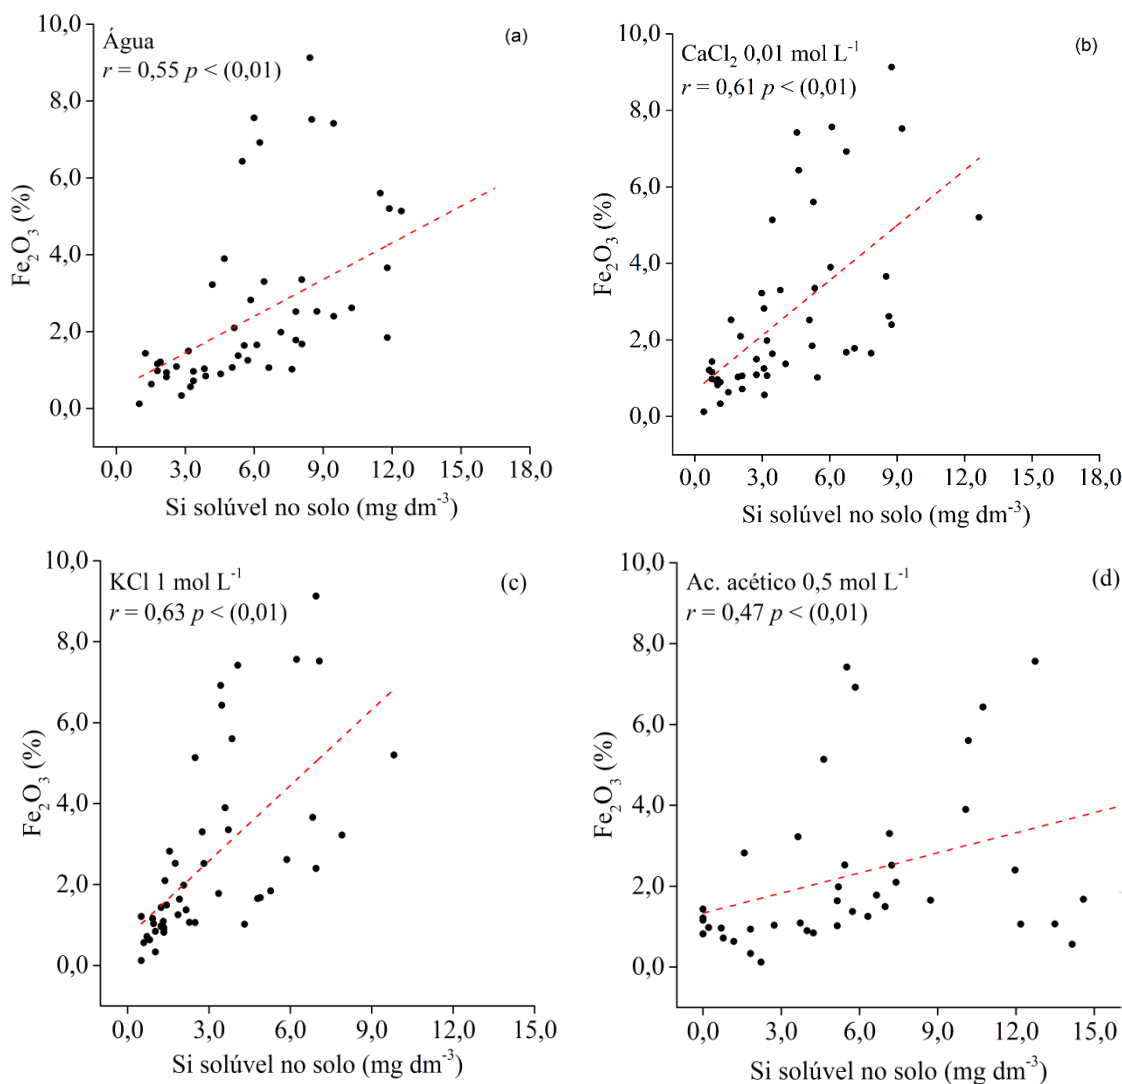 (a)
Água
r = 0,55 p < (0,01)
10,0
8,0
6,0
4,0
2,0
0,0
Fe2O3 (%)
0,0 3,0 6,0 9,0 12,0 15,0 18,0
Si solúvel no solo (mg dm-3)
(b)
CaCl2 0,01 mol L-1
r = 0,61 p < (0,01)
10,0
8,0
6,0
4,0
2,0
0,0
Fe2O3 (%)
0,0 3,0 6,0 9,0 12,0 15,0 18,0
Si solúvel no solo (mg dm-3)
(c)
KCl 1 mol L-1
r = 0,63 p < (0,01)
10,0
8,0
6,0
4,0
2,0
0,0
Fe2O3 (%)
0,0 3,0 6,0 9,0 12,0 15,0
Si solúvel no solo (mg dm-3)
(d)
Ac. acético 0,5 mol L-1
r = 0,47 p < (0,01)
10,0
8,0
6,0
4,0
2,0
0,0
Fe2O3 (%)
0,0 3,0 6,0 9,0 12,0 15,0
Si solúvel no solo (mg dm-3)